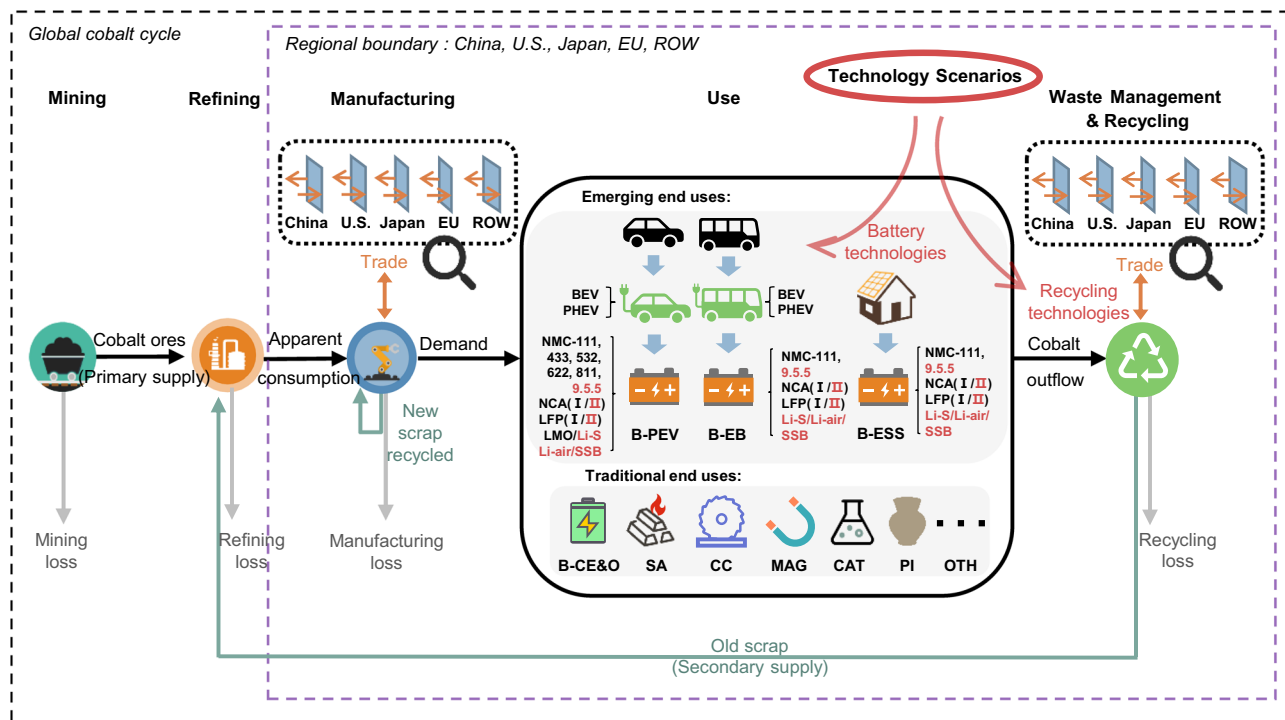 Global cobalt cycle
Regional boundary : China, U.S., Japan, EU, ROW
Technology Scenarios
Mining
Refining
Manufacturing
Use
Waste Management
& Recycling
China U.S. Japan EU ROW
China U.S. Japan EU ROW
Trade
Trade
Emerging end uses:
Battery
technologies
Recycling
technologies
BEV
PHEV
BEV
PHEV
Cobalt ores
(Primary supply)
Apparent
consumption
Demand
Cobalt
outflow
New
scrap
recycled
NMC-111,
433, 532,
622, 811,
9.5.5
NCA(Ⅰ/Ⅱ)
LFP(Ⅰ/Ⅱ)
LMO/Li-S
Li-air/SSB
NMC-111,
9.5.5
NCA(Ⅰ/Ⅱ)
LFP(Ⅰ/Ⅱ)
Li-S/Li-air/
SSB
NMC-111,
9.5.5
NCA(Ⅰ/Ⅱ)
LFP(Ⅰ/Ⅱ)
Li-S/Li-air/
SSB
B-PEV B-EB B-ESS
Traditional end uses:
B-CE&O SA CC MAG CAT PI OTH
Mining
loss
Refining
loss
Manufacturing
loss
Recycling
loss
Old scrap
(Secondary supply)